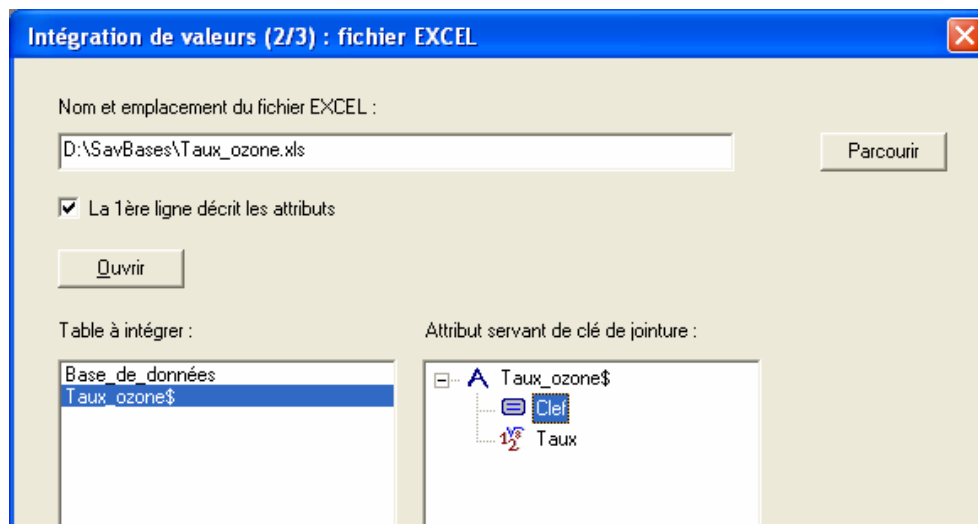 Intégration de valeurs (2/3) : fichier EXCEL
Nom et emplacement du fichier EXCEL :
D:\SavBases\Taux_ozone.xls
Parcourir
La 1ère ligne décrit les attributs
Ouvrir
Table à intégrer :
Attribut servant de clé de jointure :
Base_de_données
Taux_ozone$
A Taux_ozone$
Clef
Taux